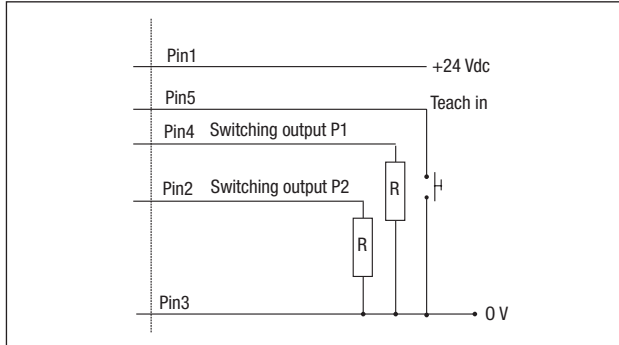 Pin1
+24 Vdc
Pin5
Teach in
Pin4 Switching output P1
Pin2 Switching output P2
R
R
Pin3
0 V